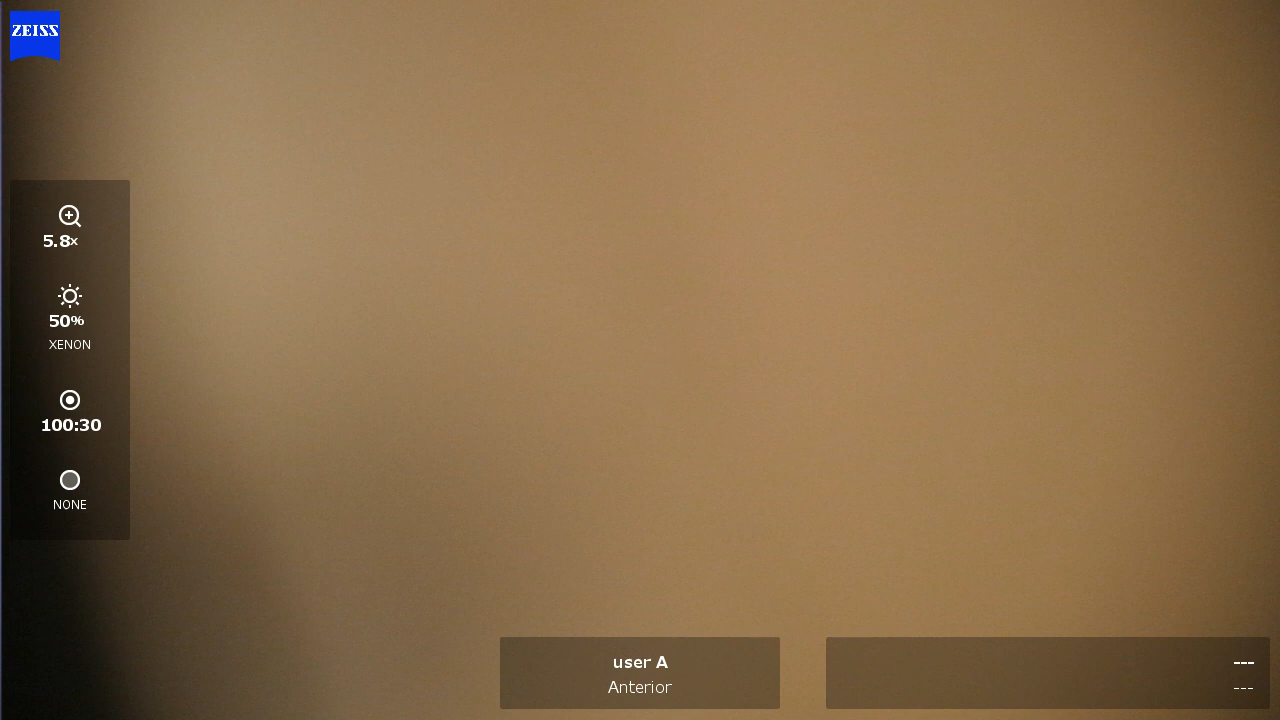 ZEISS
5.8×
50%
XENON
100:30
NONE
user A
Anterior
---
---